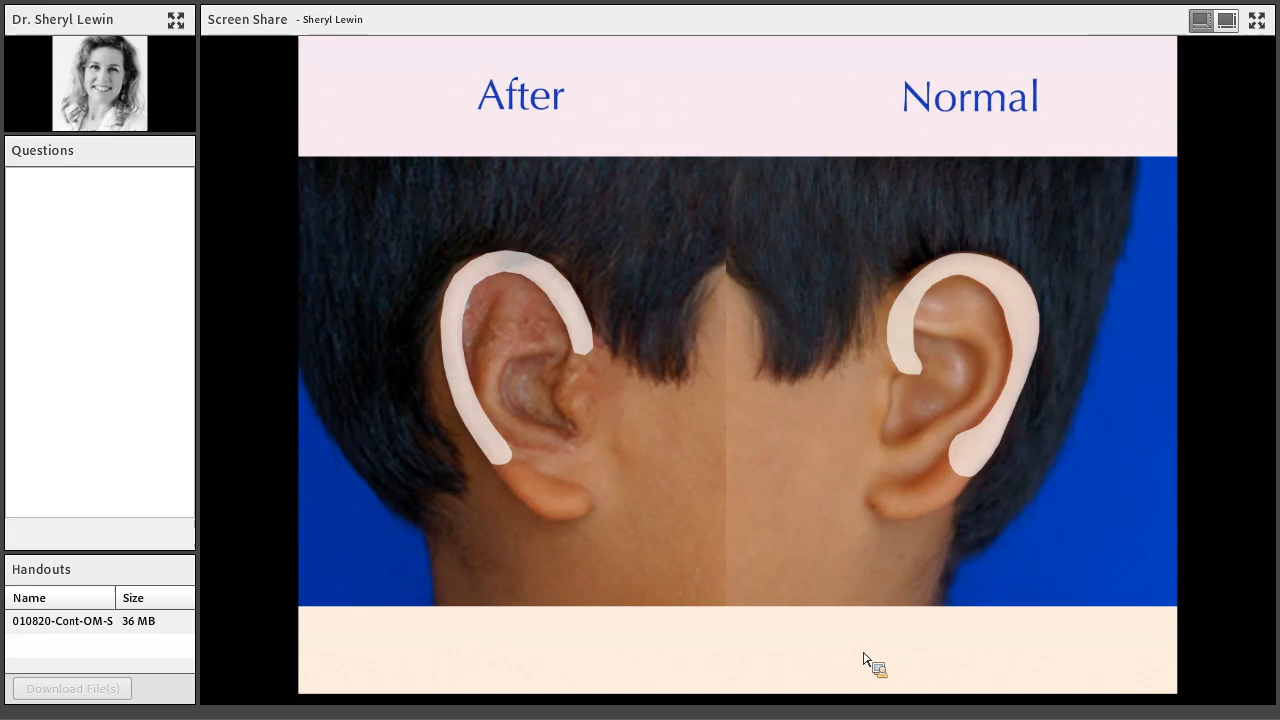 Dr. Sheryl Lewin
Screen Share - Sheryl Lewin
After
Normal
Questions
Handouts
Name
Size
010820-Cont-OM-S
36 MB
Download File(s)